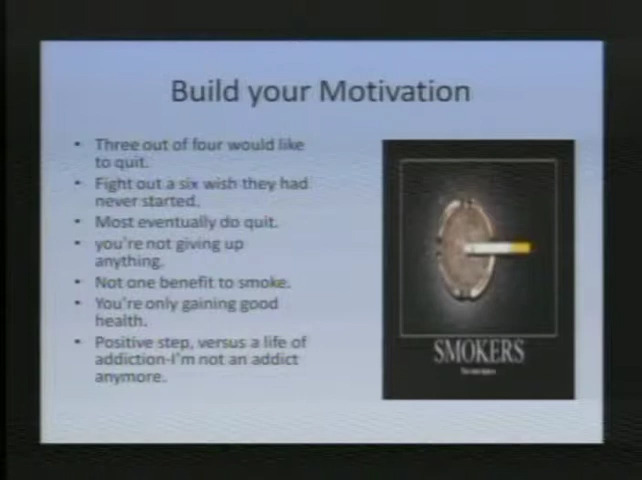 Build your Motivation
• Three out of four would like
to quit.
• Fight out a six wish they had
never started.
• Most eventually do quit.
• you're not giving up
anything.
• Not one benefit to smoke.
• You're only gaining good
health.
• Positive step, versus a life of
addiction-I'm not an addict
anymore.
SMOKERS